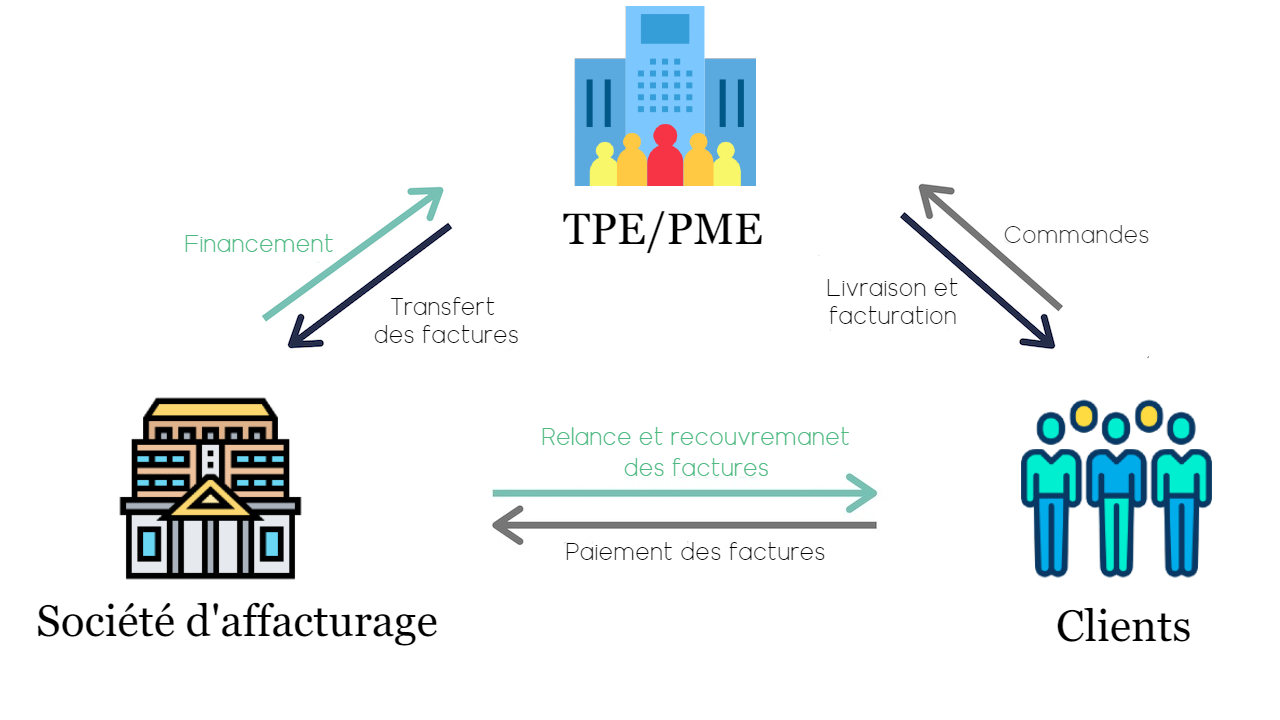 TPE/PME
Financement
Commandes
Transfert
des factures
Livraison et
facturation
Relance et recouvremanet
des factures
Paiement des factures
Société d'affacturage
Clients